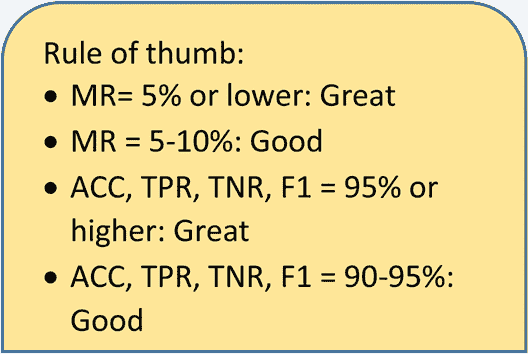 Rule of thumb:
• MR= 5% or lower: Great
• MR = 5-10%: Good
• ACC, TPR, TNR, F1 = 95% or
higher: Great
• ACC, TPR, TNR, F1 = 90-95%:
Good